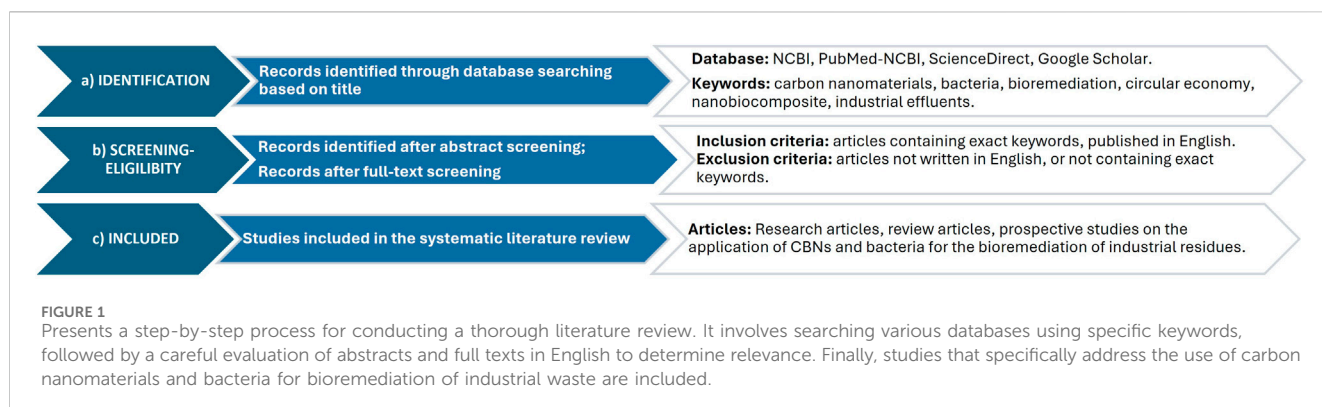 a) IDENTIFICATION
Records identified through database searching
based on title
Database: NCBI, PubMed-NCBI, ScienceDirect, Google Scholar.
Keywords: carbon nanomaterials, bacteria, bioremediation, circular economy,
nanobiocomposite, industrial effluents.
b) SCREENING-
ELIGILIBITY
Records identified after abstract screening;
Records after full-text screening
Inclusion criteria: articles containing exact keywords, published in English.
Exclusion criteria: articles not written in English, or not containing exact
keywords.
c) INCLUDED
Studies included in the systematic literature review
Articles: Research articles, review articles, prospective studies on the
application of CBNs and bacteria for the bioremediation of industrial residues.
FIGURE 1
Presents a step-by-step process for conducting a thorough literature review. It involves searching various databases using specific keywords,
followed by a careful evaluation of abstracts and full texts in English to determine relevance. Finally, studies that specifically address the use of carbon
nanomaterials and bacteria for bioremediation of industrial waste are included.